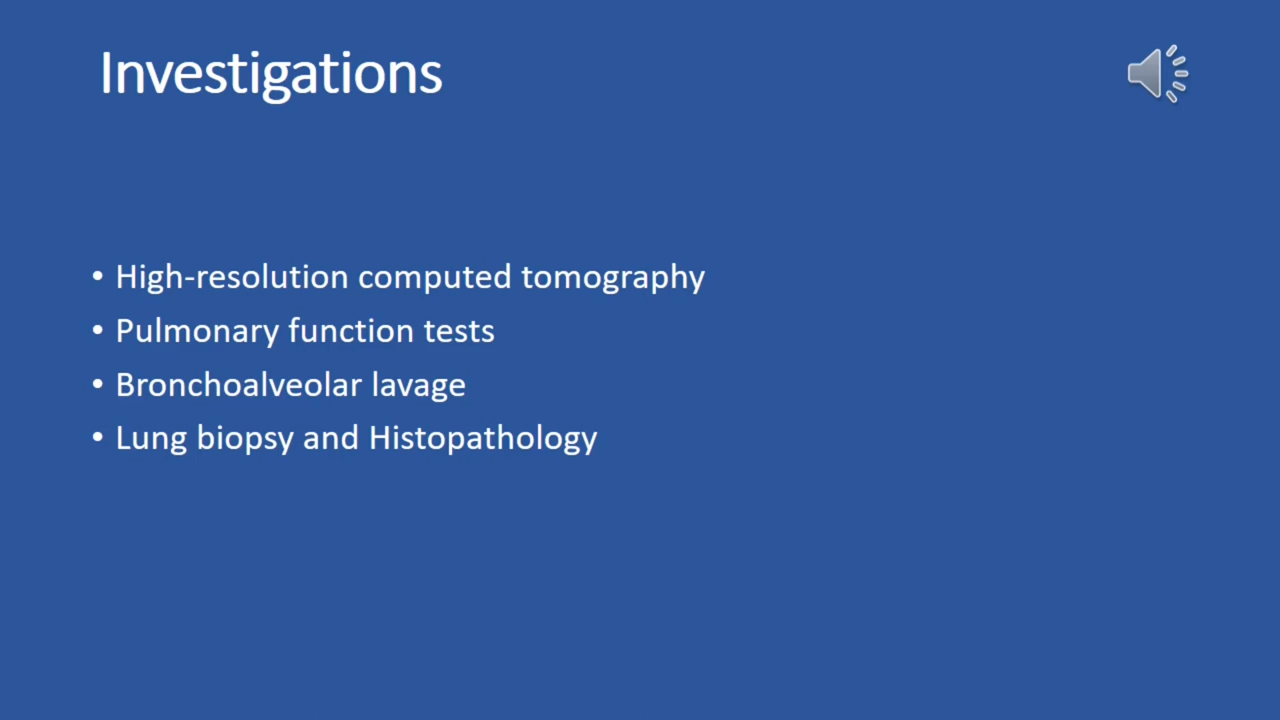 Investigations
• High-resolution computed tomography
• Pulmonary function tests
• Bronchoalveolar lavage
• Lung biopsy and Histopathology